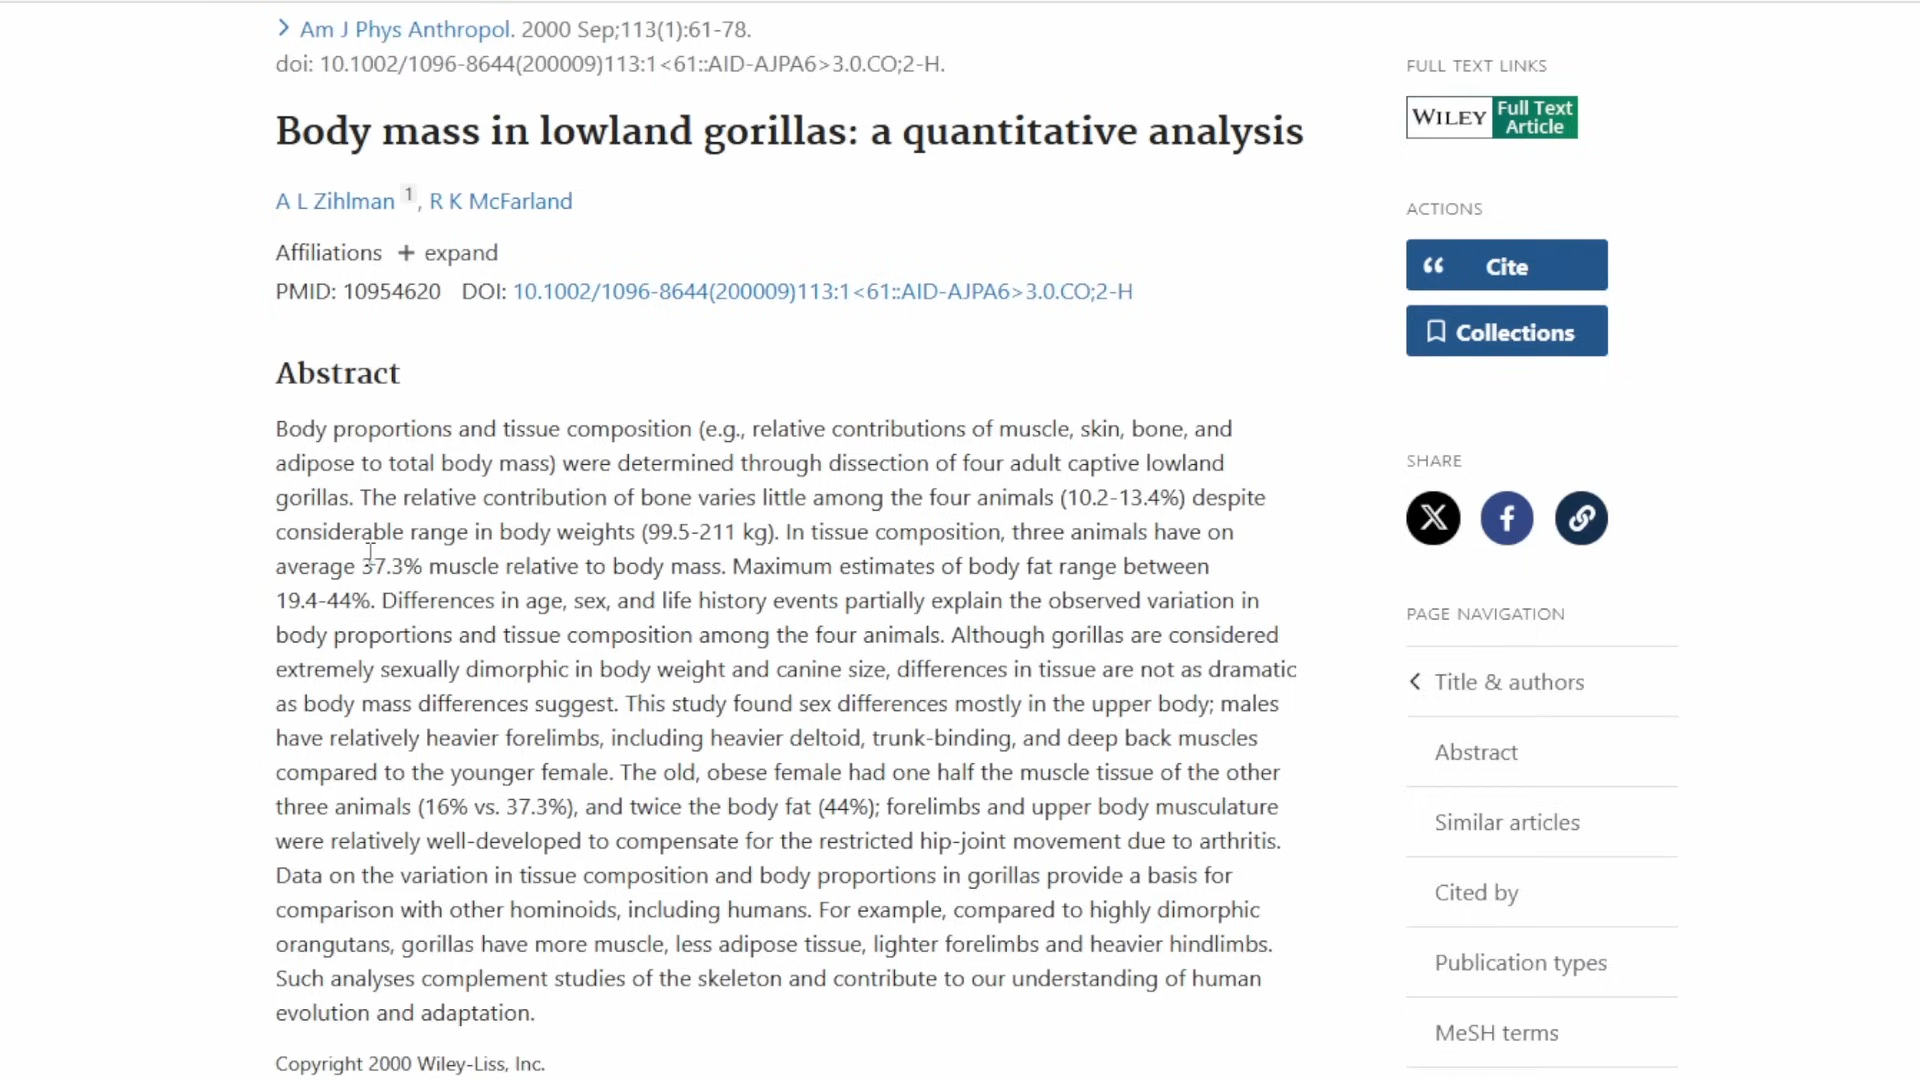 Am J Phys Anthropol. 2000 Sep;113(1):61-78.
doi: 10.1002/1096-8644(200009)113:1<61::AID-AJPA6>3.0.CO;2-H.
Body mass in lowland gorillas: a quantitative analysis
A L Zihlman 1, R K McFarland
Affiliations + expand
PMID: 10954620 DOI: 10.1002/1096-8644(200009)113:1<61::AID-AJPA6>3.0.CO;2-H
Abstract
Body proportions and tissue composition (e.g., relative contributions of muscle, skin, bone, and
adipose to total body mass) were determined through dissection of four adult captive lowland
gorillas. The relative contribution of bone varies little among the four animals (10.2-13.4%) despite
considerable range in body weights (99.5-211 kg). In tissue composition, three animals have on
average 37.3% muscle relative to body mass. Maximum estimates of body fat range between
19.4-44%. Differences in age, sex, and life history events partially explain the observed variation in
body proportions and tissue composition among the four animals. Although gorillas are considered
extremely sexually dimorphic in body weight and canine size, differences in tissue are not as dramatic
as body mass differences suggest. This study found sex differences mostly in the upper body; males
have relatively heavier forelimbs, including heavier deltoid, trunk-binding, and deep back muscles
compared to the younger female. The old, obese female had one half the muscle tissue of the other
three animals (16% vs. 37.3%), and twice the body fat (44%); forelimbs and upper body musculature
were relatively well-developed to compensate for the restricted hip-joint movement due to arthritis.
Data on the variation in tissue composition and body proportions in gorillas provide a basis for
comparison with other hominoids, including humans. For example, compared to highly dimorphic
orangutans, gorillas have more muscle, less adipose tissue, lighter forelimbs and heavier hindlimbs.
Such analyses complement studies of the skeleton and contribute to our understanding of human
evolution and adaptation.
Copyright 2000 Wiley-Liss, Inc.
FULL TEXT LINKS
WILEY Full Text
Article
ACTIONS
Cite
Collections
SHARE
PAGE NAVIGATION
Title & authors
Abstract
Similar articles
Cited by
Publication types
MeSH terms